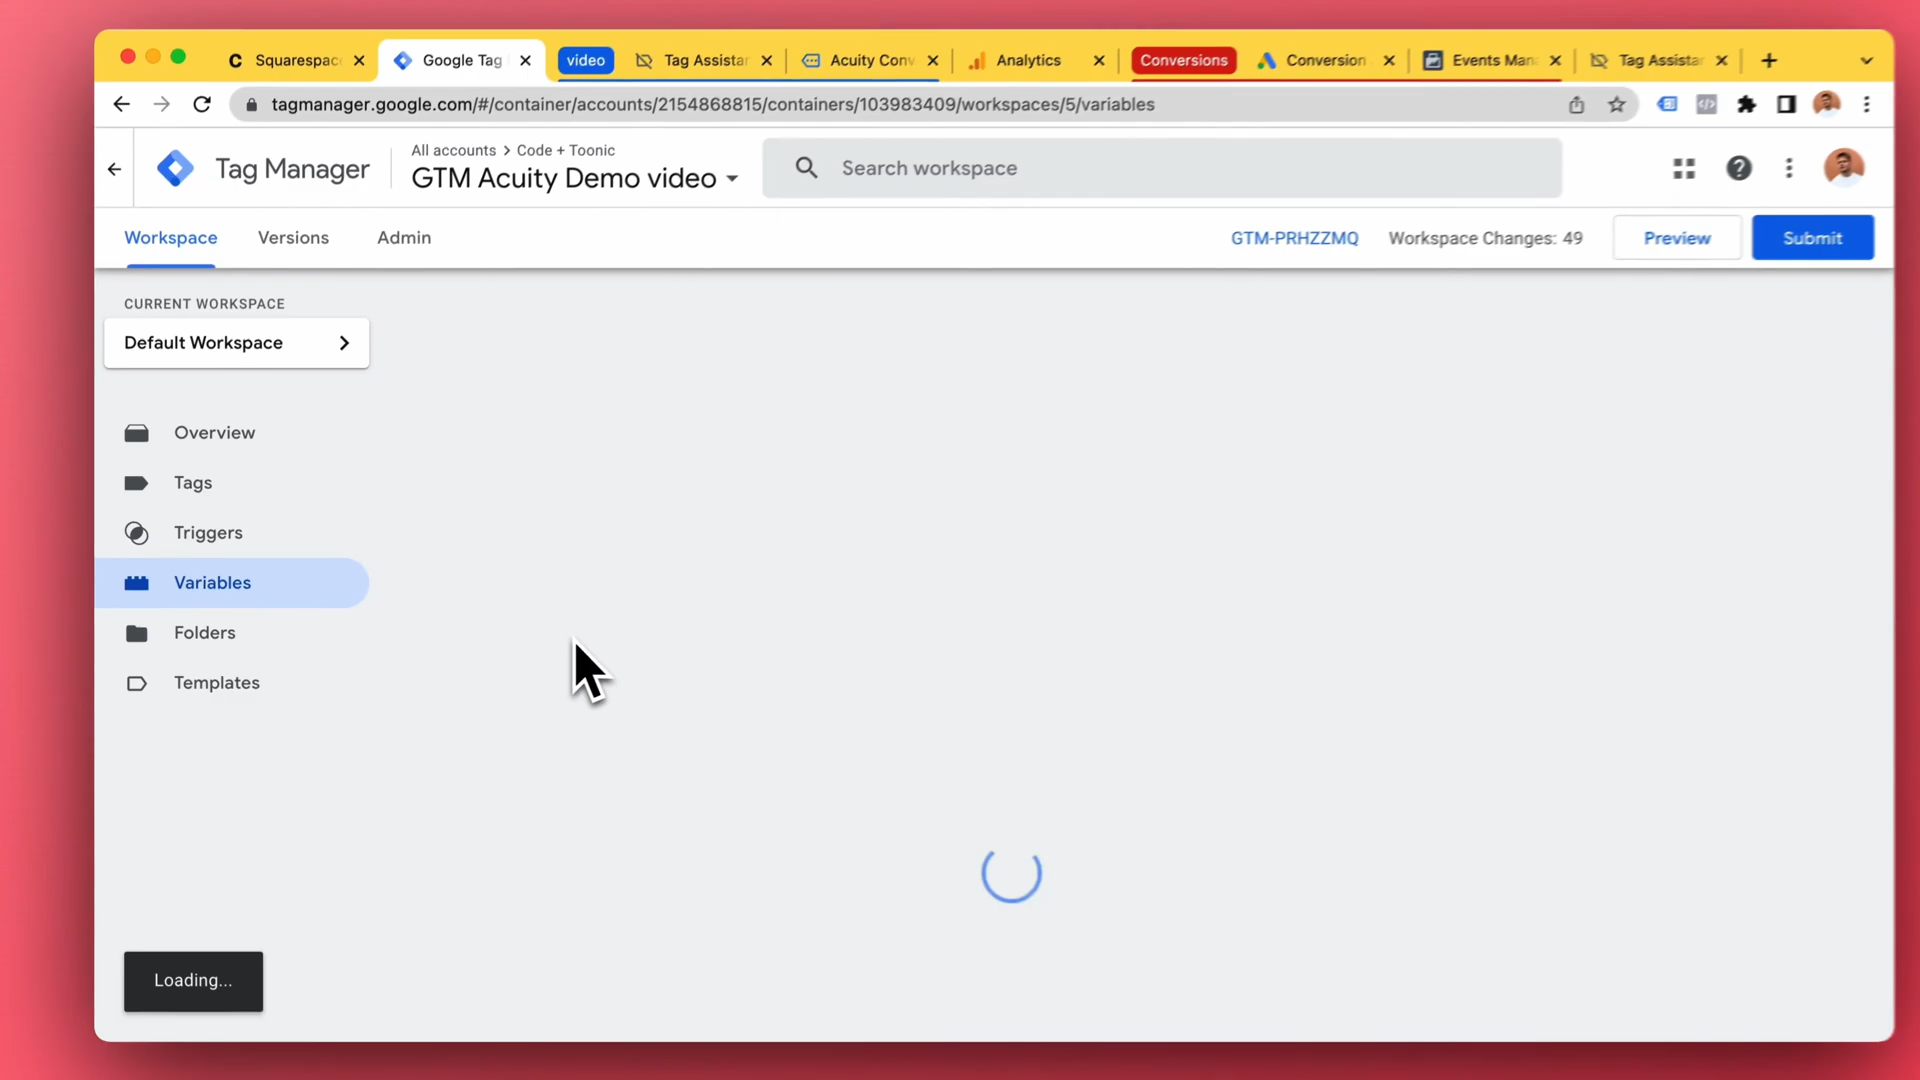 Squarespac
Google Tag
video
Tag Assistar
Acuity Conv
Analytics
Conversions
Conversion
Events Man
Tag Assistar
tagmanager.google.com/#/container/accounts/2154868815/containers/103983409/workspaces/5/variables
Tag Manager
All accounts > Code + Toonic
GTM Acuity Demo video
Search workspace
Workspace
Versions
Admin
GTM-PRHZZMQ
Workspace Changes: 49
Preview
Submit
CURRENT WORKSPACE
Default Workspace
Overview
Tags
Triggers
Variables
Folders
Templates
Loading...